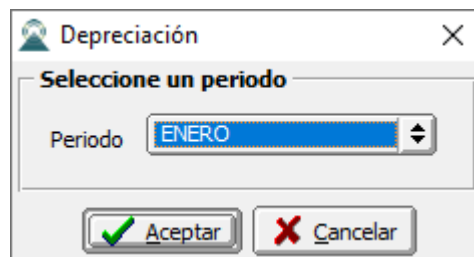 Depreciación
Seleccione un periodo
Periodo ENERO
Aceptar Cancelar